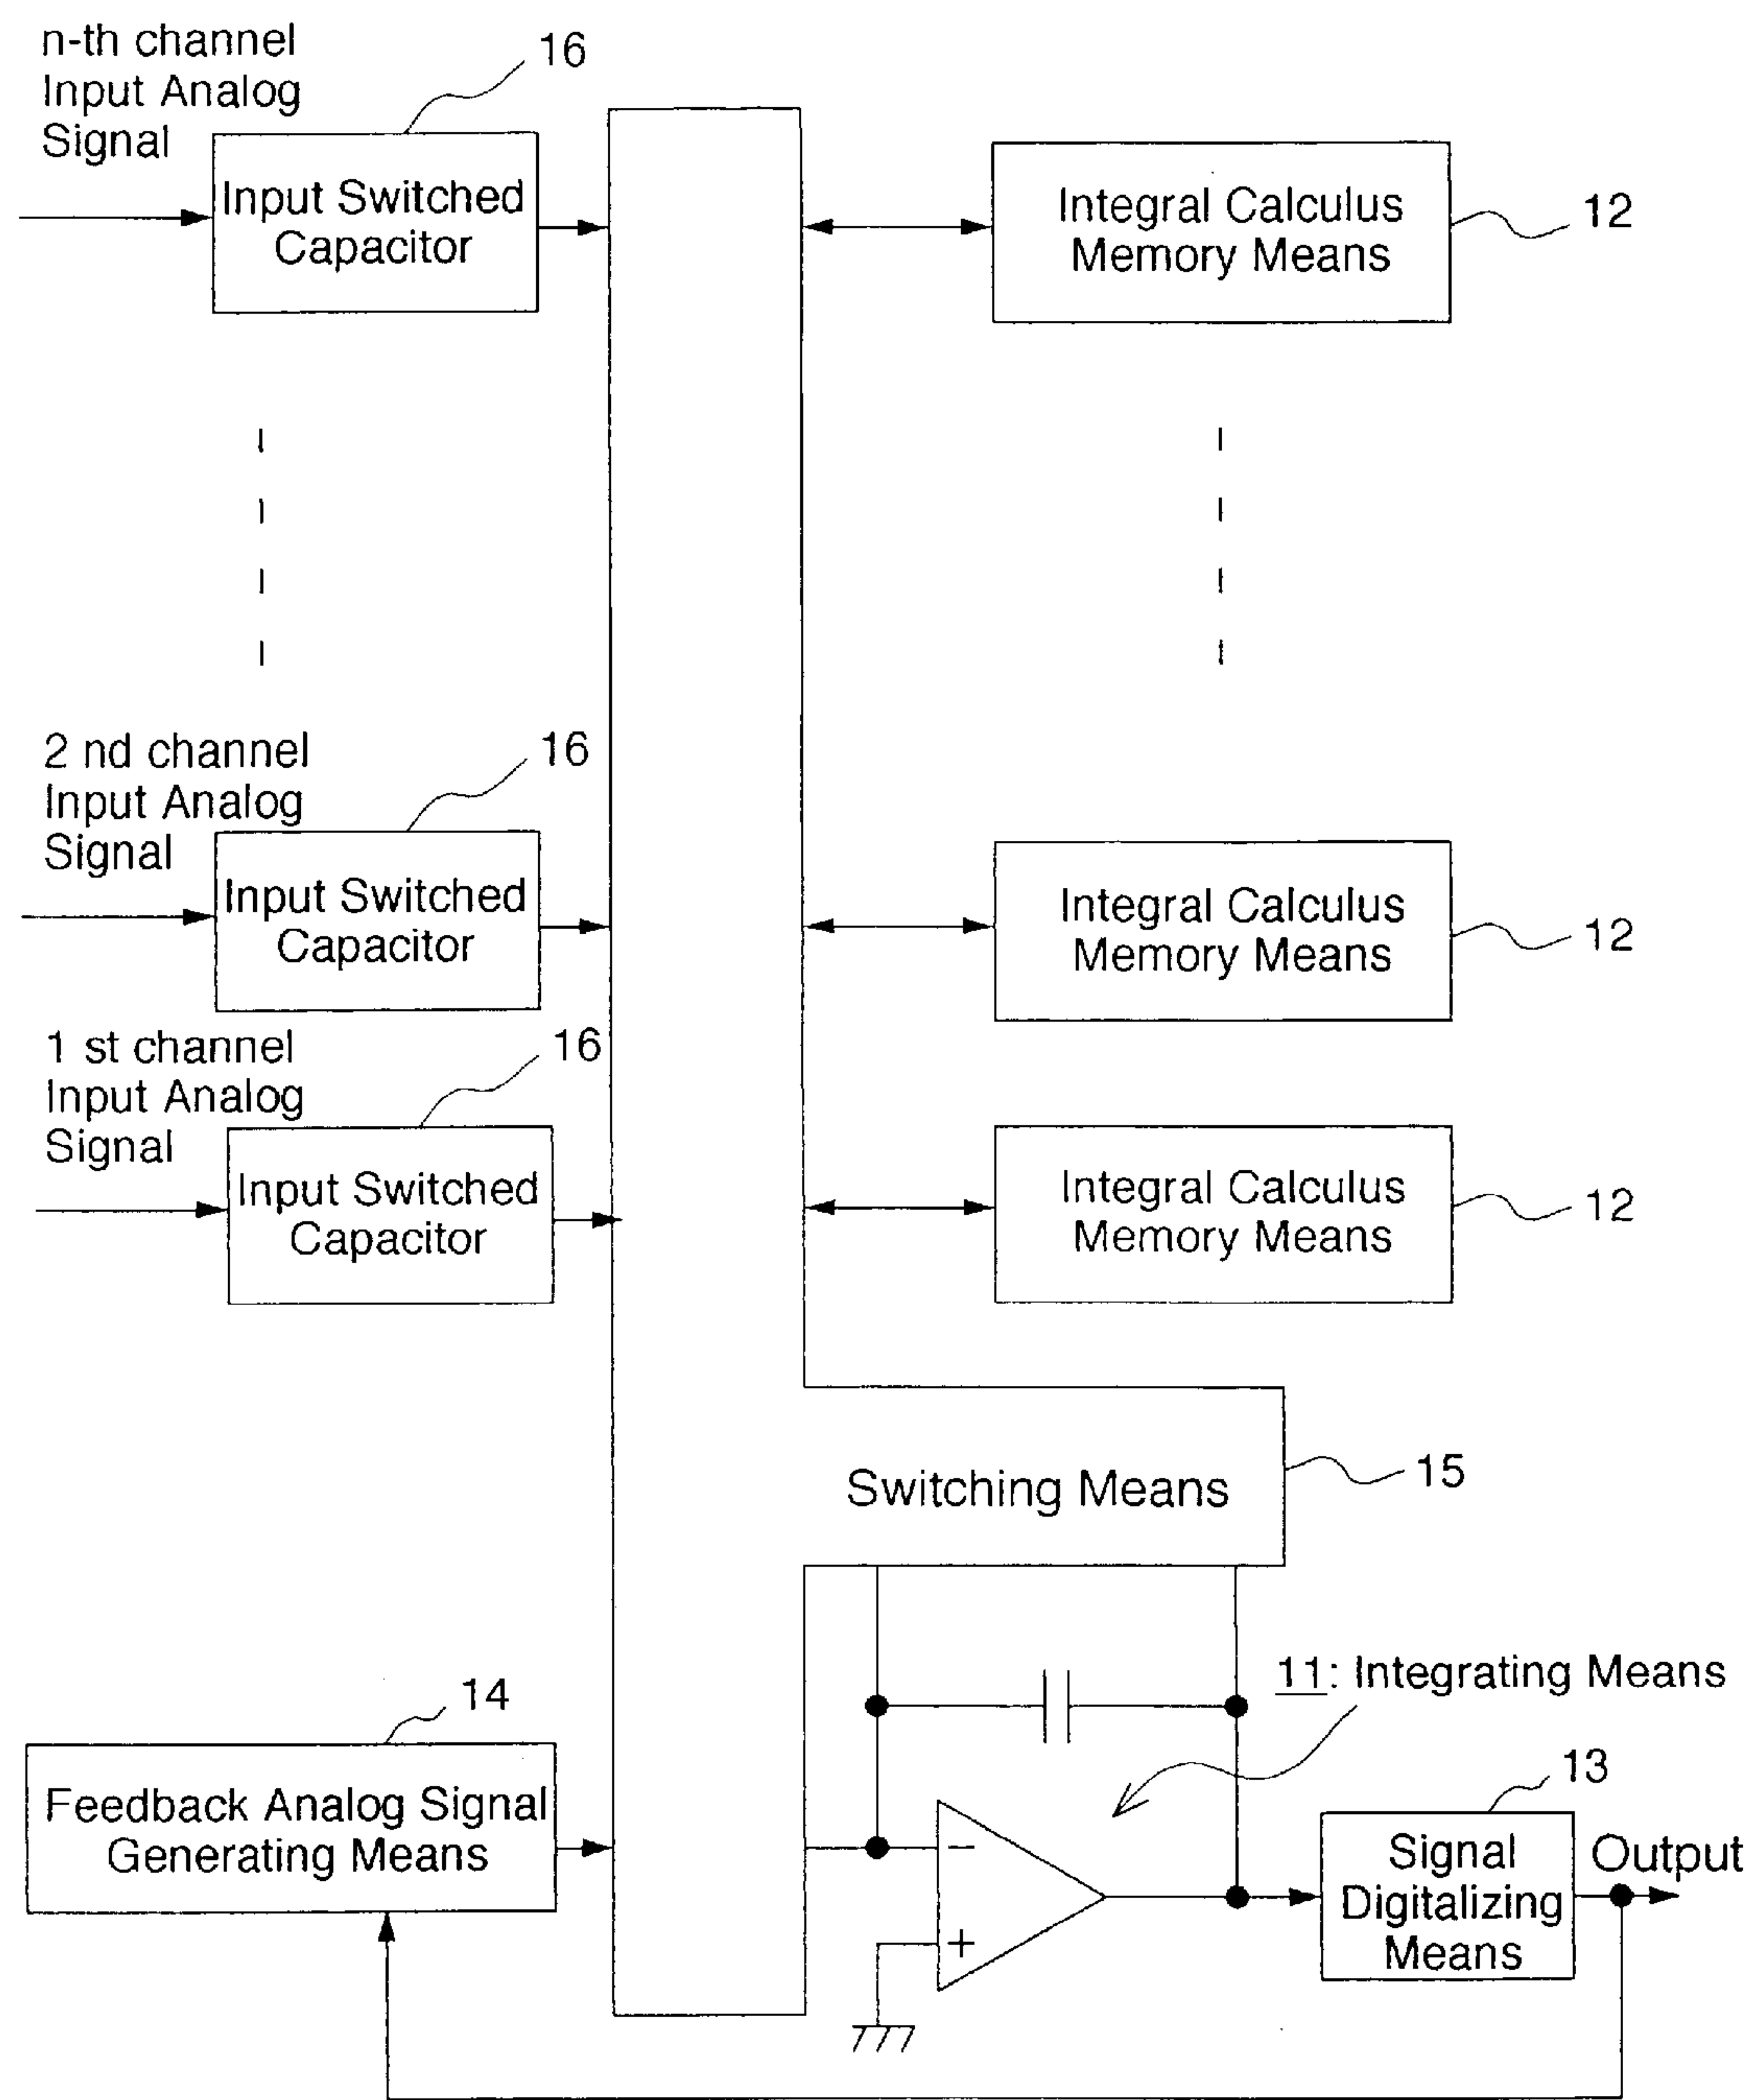 n-th channel
Input Analog
Signal
16
Input Switched
Capacitor
Integral Calculus
Memory Means
12
2 nd channel
Input Analog
Signal
16
Input Switched
Capacitor
Integral Calculus
Memory Means
12
1 st channel
Input Analog
Signal
16
Input Switched
Capacitor
Integral Calculus
Memory Means
12
Switching Means
15
14
Feedback Analog Signal
Generating Means
11: Integrating Means
−
+
13
Signal
Digitalizing
Means
Output